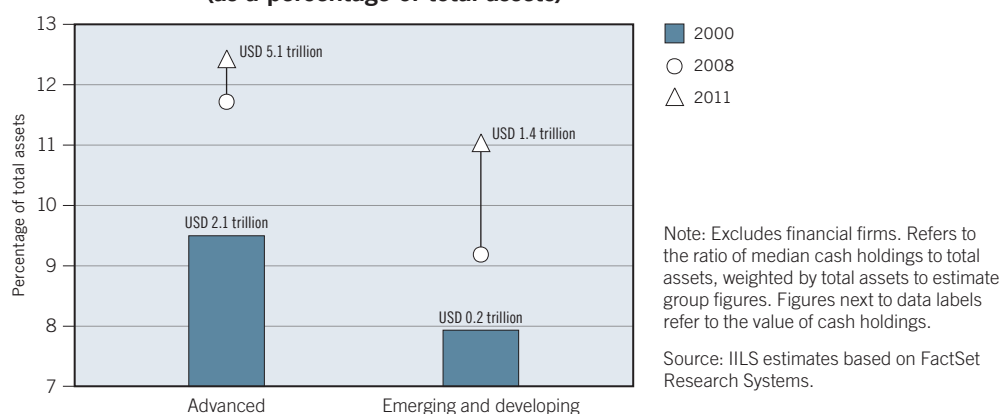 (as a percentage of total assets)
13
12
11
10
9
8
7
Percentage of total assets
USD 5.1 trillion
USD 2.1 trillion
USD 1.4 trillion
USD 0.2 trillion
Advanced
Emerging and developing
2000
2008
2011
Note: Excludes financial firms. Refers to
the ratio of median cash holdings to total
assets, weighted by total assets to estimate
group figures. Figures next to data labels
refer to the value of cash holdings.
Source: IILS estimates based on FactSet
Research Systems.